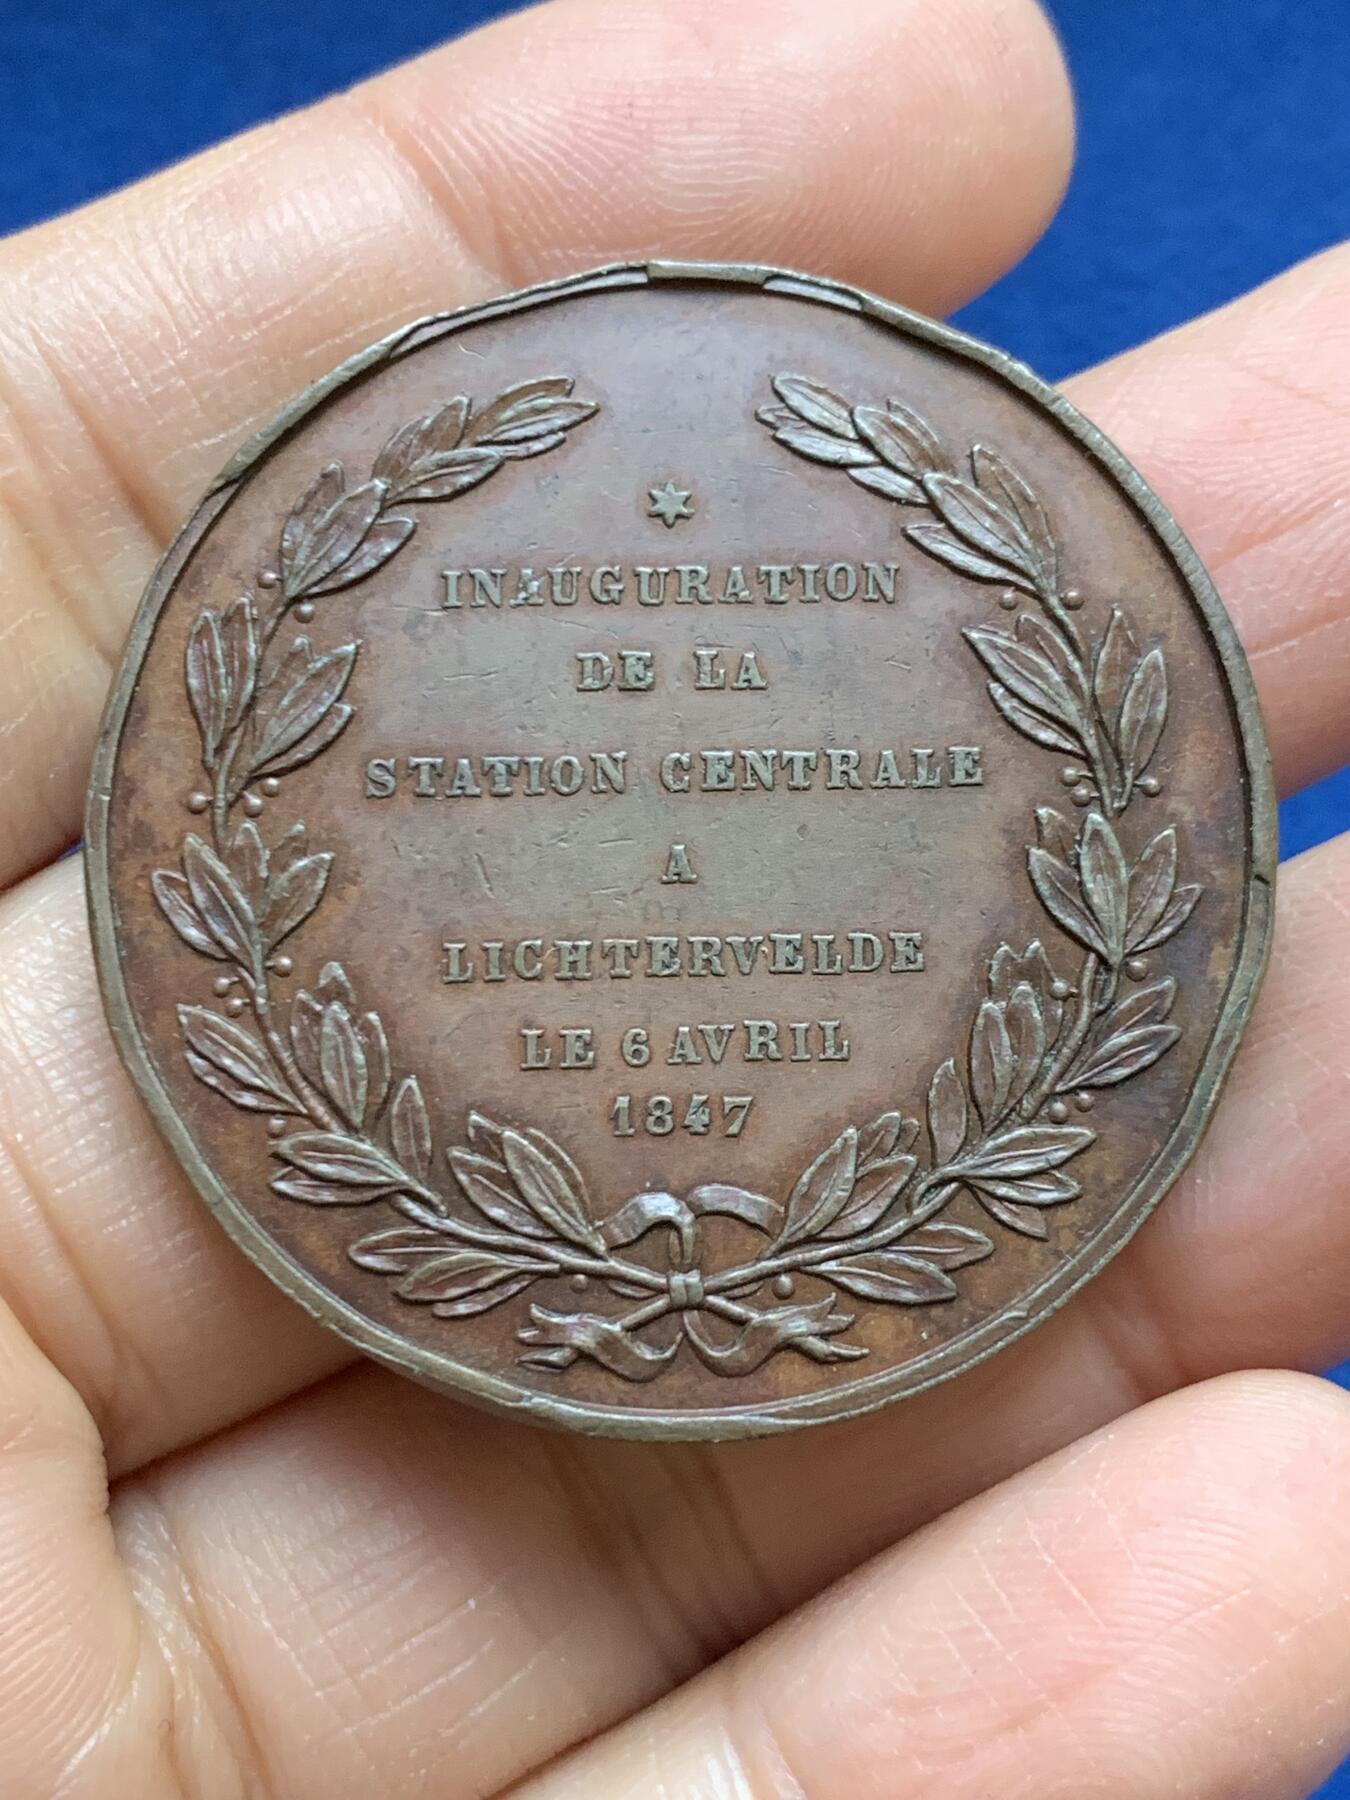 INAUGURATION
DE LA
STATION CENTRALE
A
LICHTERVELDE
LE 6 AVRIL
1847